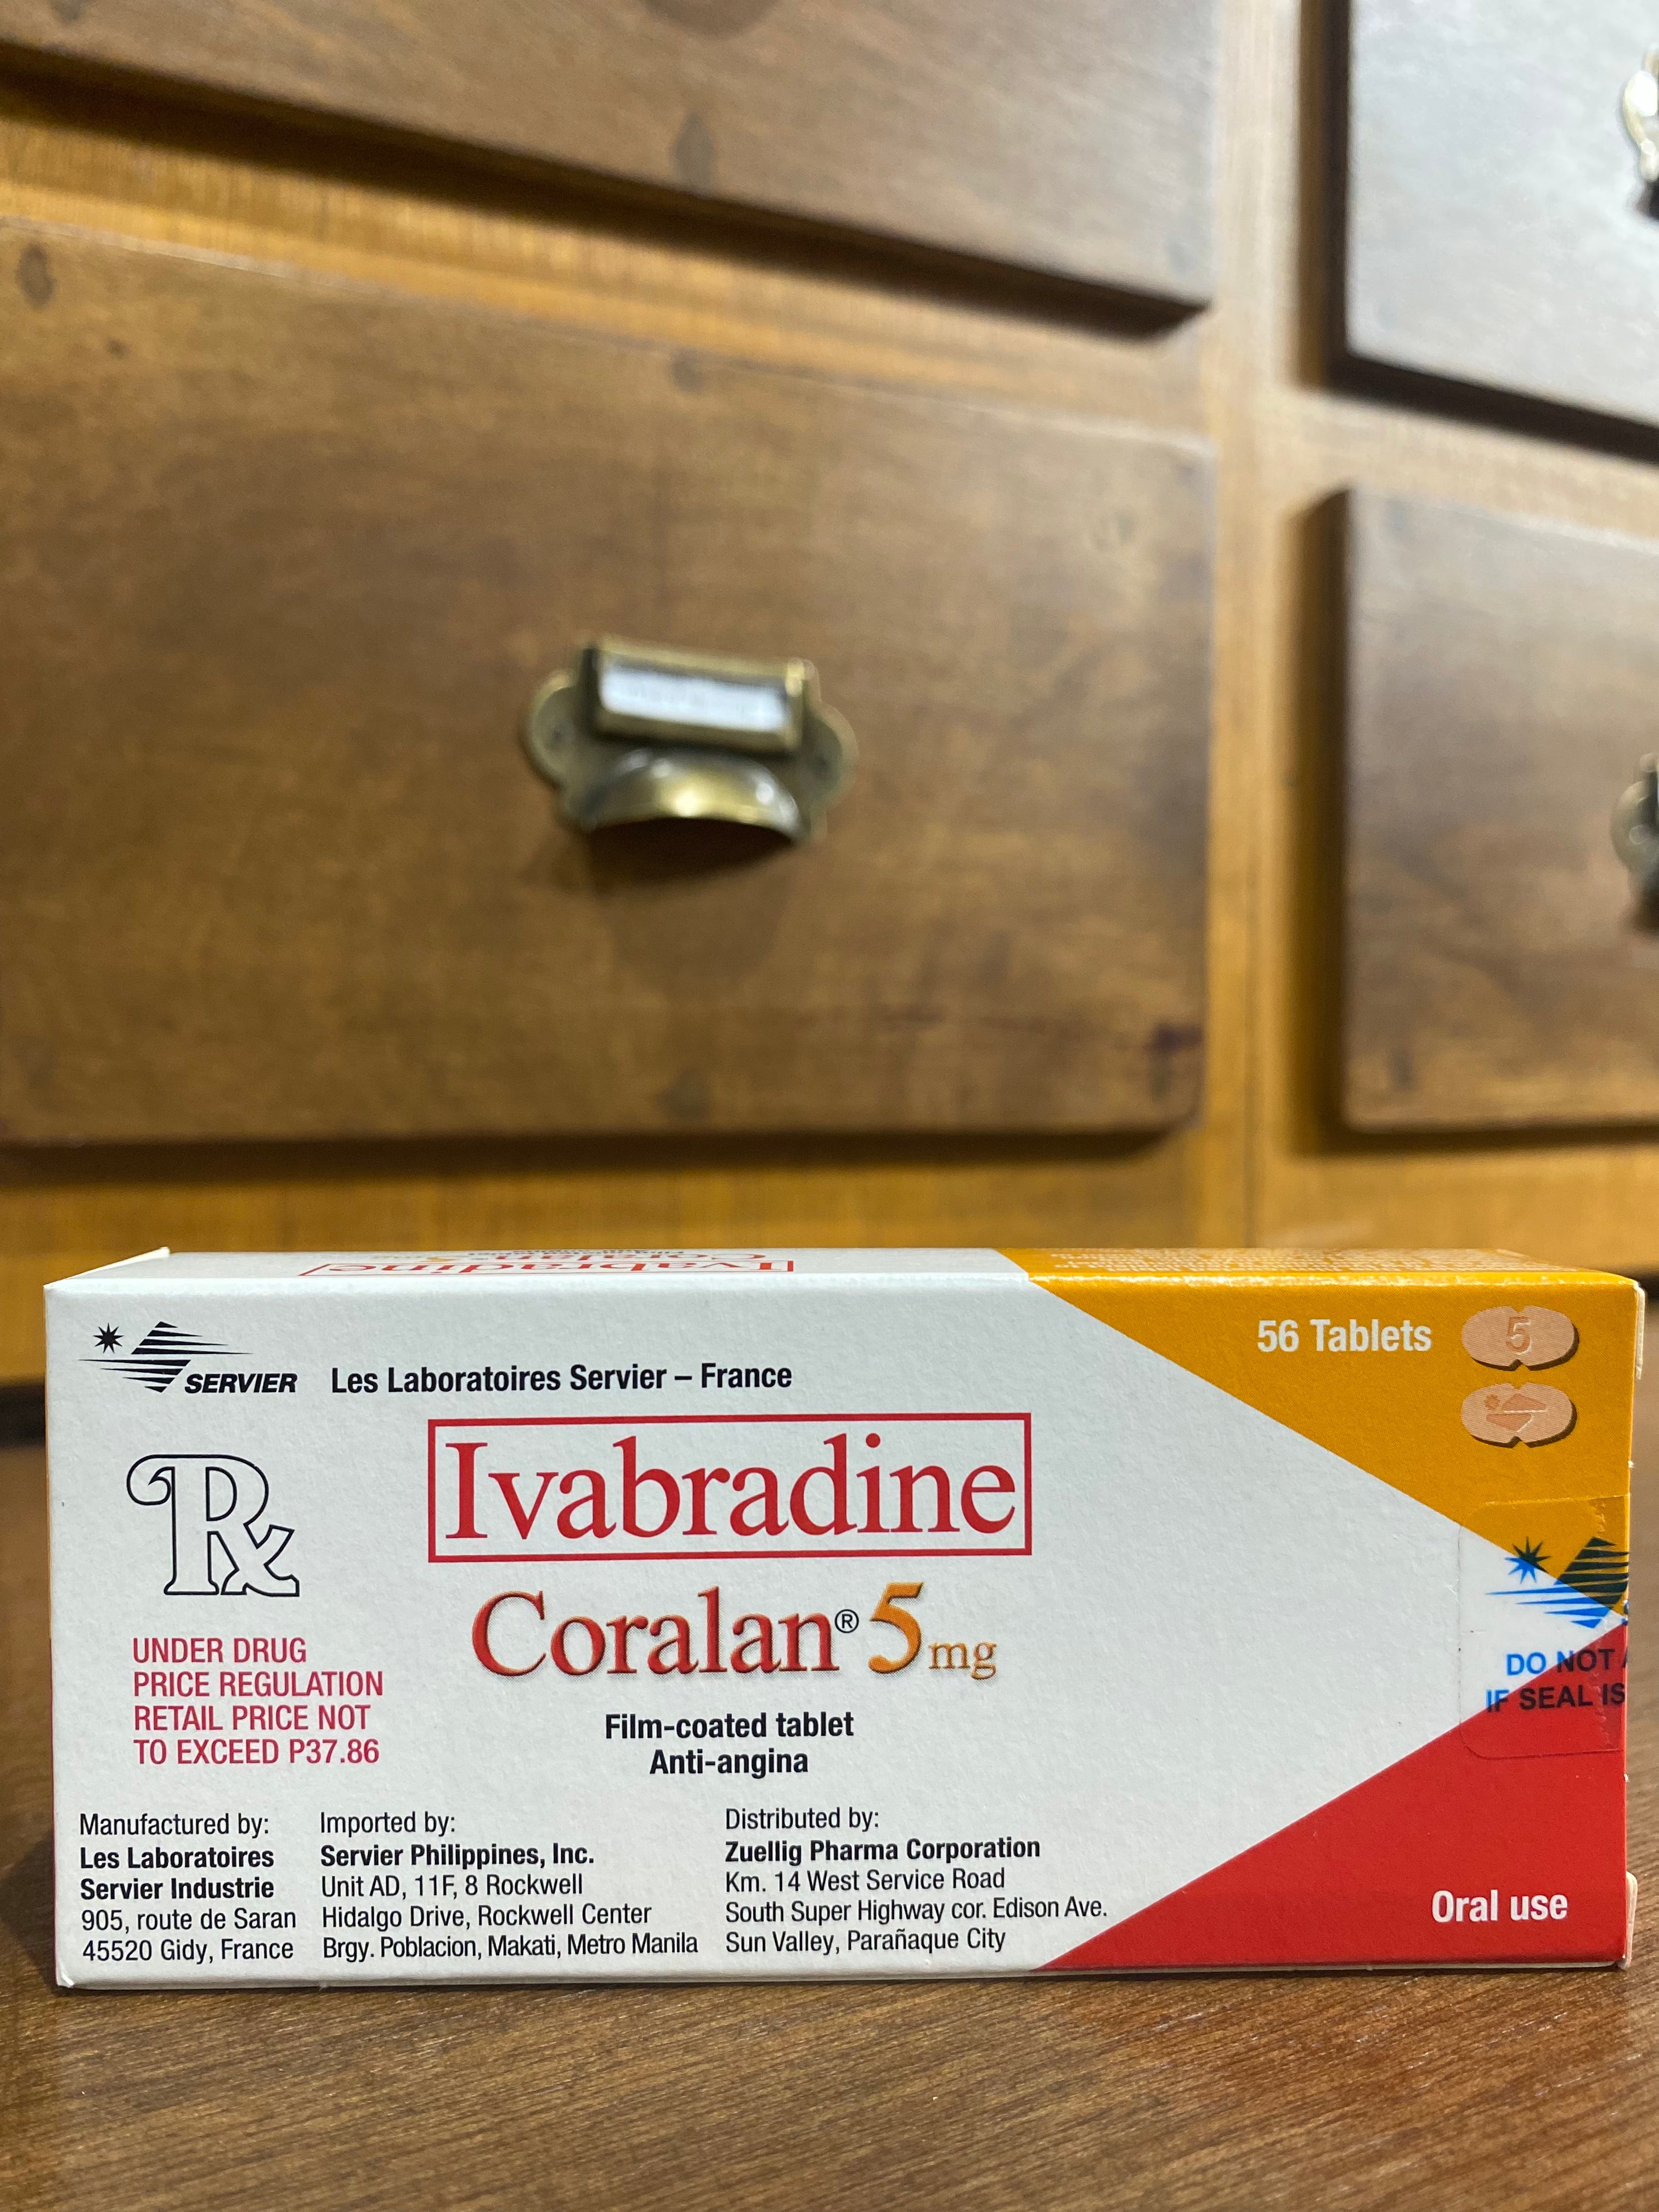 Ivabradine
Coralan
56 Tablets
5
SERVIER
Les Laboratoires Servier – France
Rx
Ivabradine
Coralan® 5 mg
UNDER DRUG
PRICE REGULATION
RETAIL PRICE NOT
TO EXCEED P37.86
Film-coated tablet
Anti-angina
DO NOT
IF SEAL IS
Manufactured by:
Les Laboratoires
Servier Industrie
905, route de Saran
45520 Gidy, France
Imported by:
Servier Philippines, Inc.
Unit AD, 11F, 8 Rockwell
Hidalgo Drive, Rockwell Center
Brgy. Poblacion, Makati, Metro Manila
Distributed by:
Zuellig Pharma Corporation
Km. 14 West Service Road
South Super Highway cor. Edison Ave.
Sun Valley, Parañaque City
Oral use